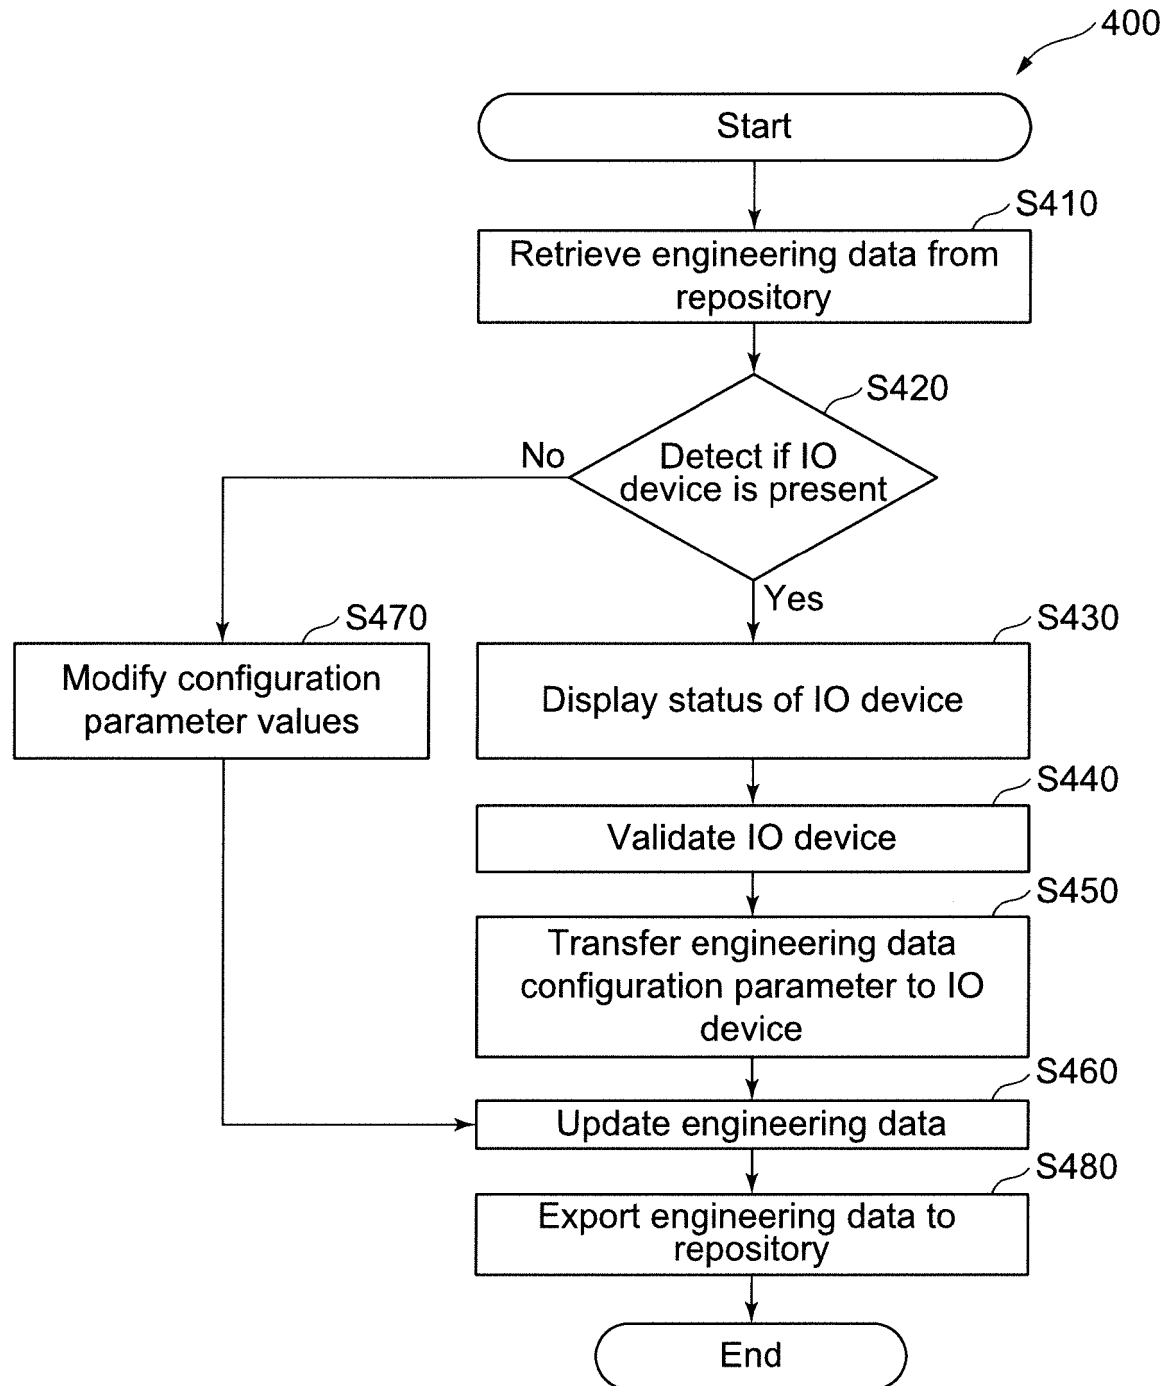 400
Start
S410
Retrieve engineering data from
repository
S420
Detect if IO
device is present
No
Yes
S470
Modify configuration
parameter values
S430
Display status of IO device
S440
Validate IO device
S450
Transfer engineering data
configuration parameter to IO
device
S460
Update engineering data
S480
Export engineering data to
repository
End